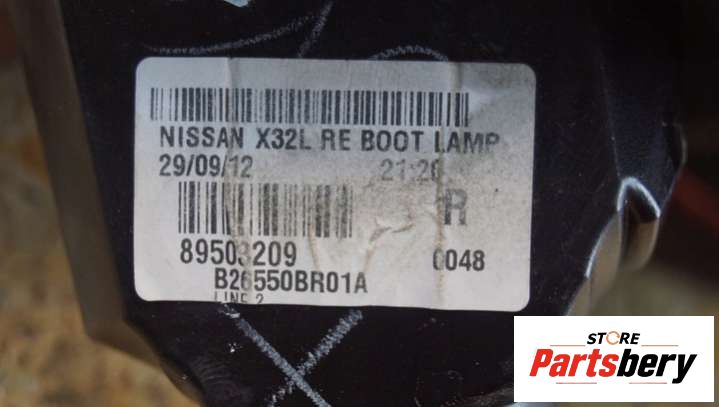 NISSAN X32L RE BOOT LAMP
29/09/12 21:26
R
89503209 0048
B26550BR01A
LINE 2
STORE
Partsbery